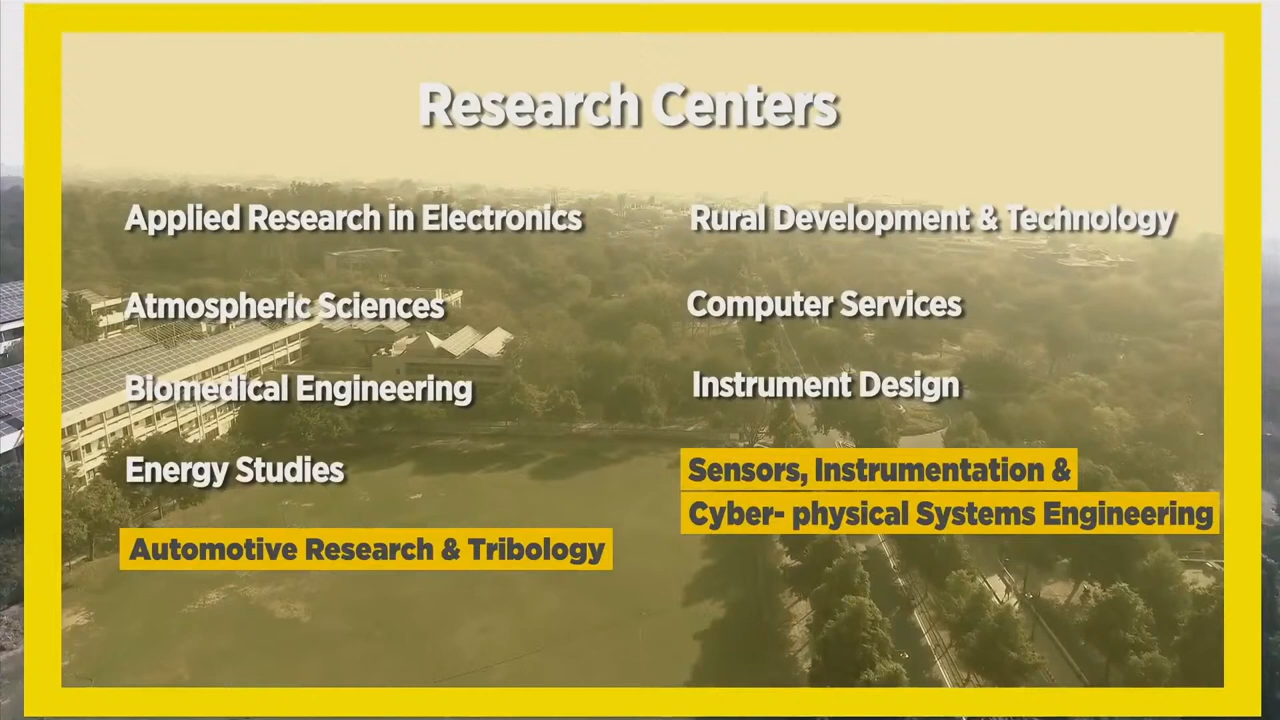 Research Centers
Applied Research in Electronics
Atmospheric Sciences
Biomedical Engineering
Energy Studies
Automotive Research & Tribology
Rural Development & Technology
Computer Services
Instrument Design
Sensors, Instrumentation &
Cyber- physical Systems Engineering